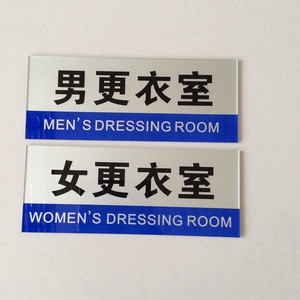 男更衣室
MEN'S DRESSING ROOM
女更衣室
WOMEN'S DRESSING ROOM